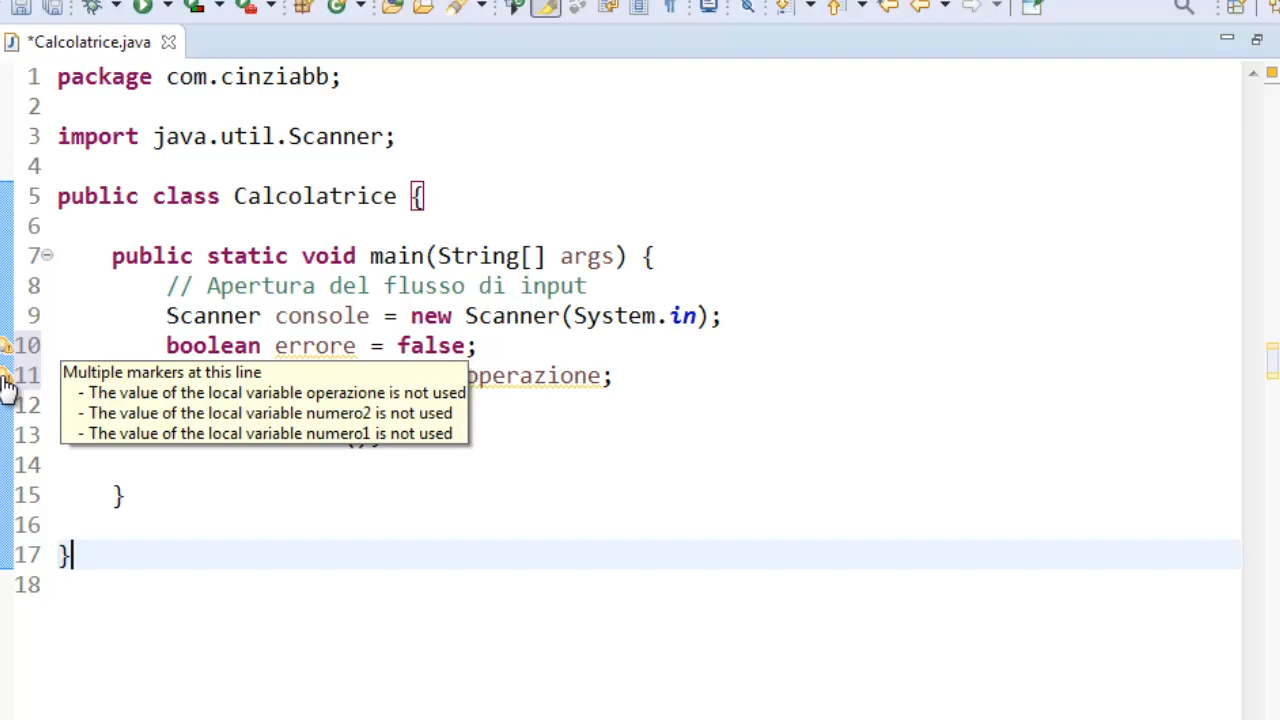 *Calcolatrice.java
1 package com.cinziabb;
2
3 import java.util.Scanner;
4
5 public class Calcolatrice {
6
7 public static void main(String[] args) {
8 // Apertura del flusso di input
9 Scanner console = new Scanner(System.in);
10 boolean errore = false;
11 operazione;
Multiple markers at this line
- The value of the local variable operazione is not used
- The value of the local variable numero2 is not used
- The value of the local variable numero1 is not used
12
13
14
15 }
16
17 }
18